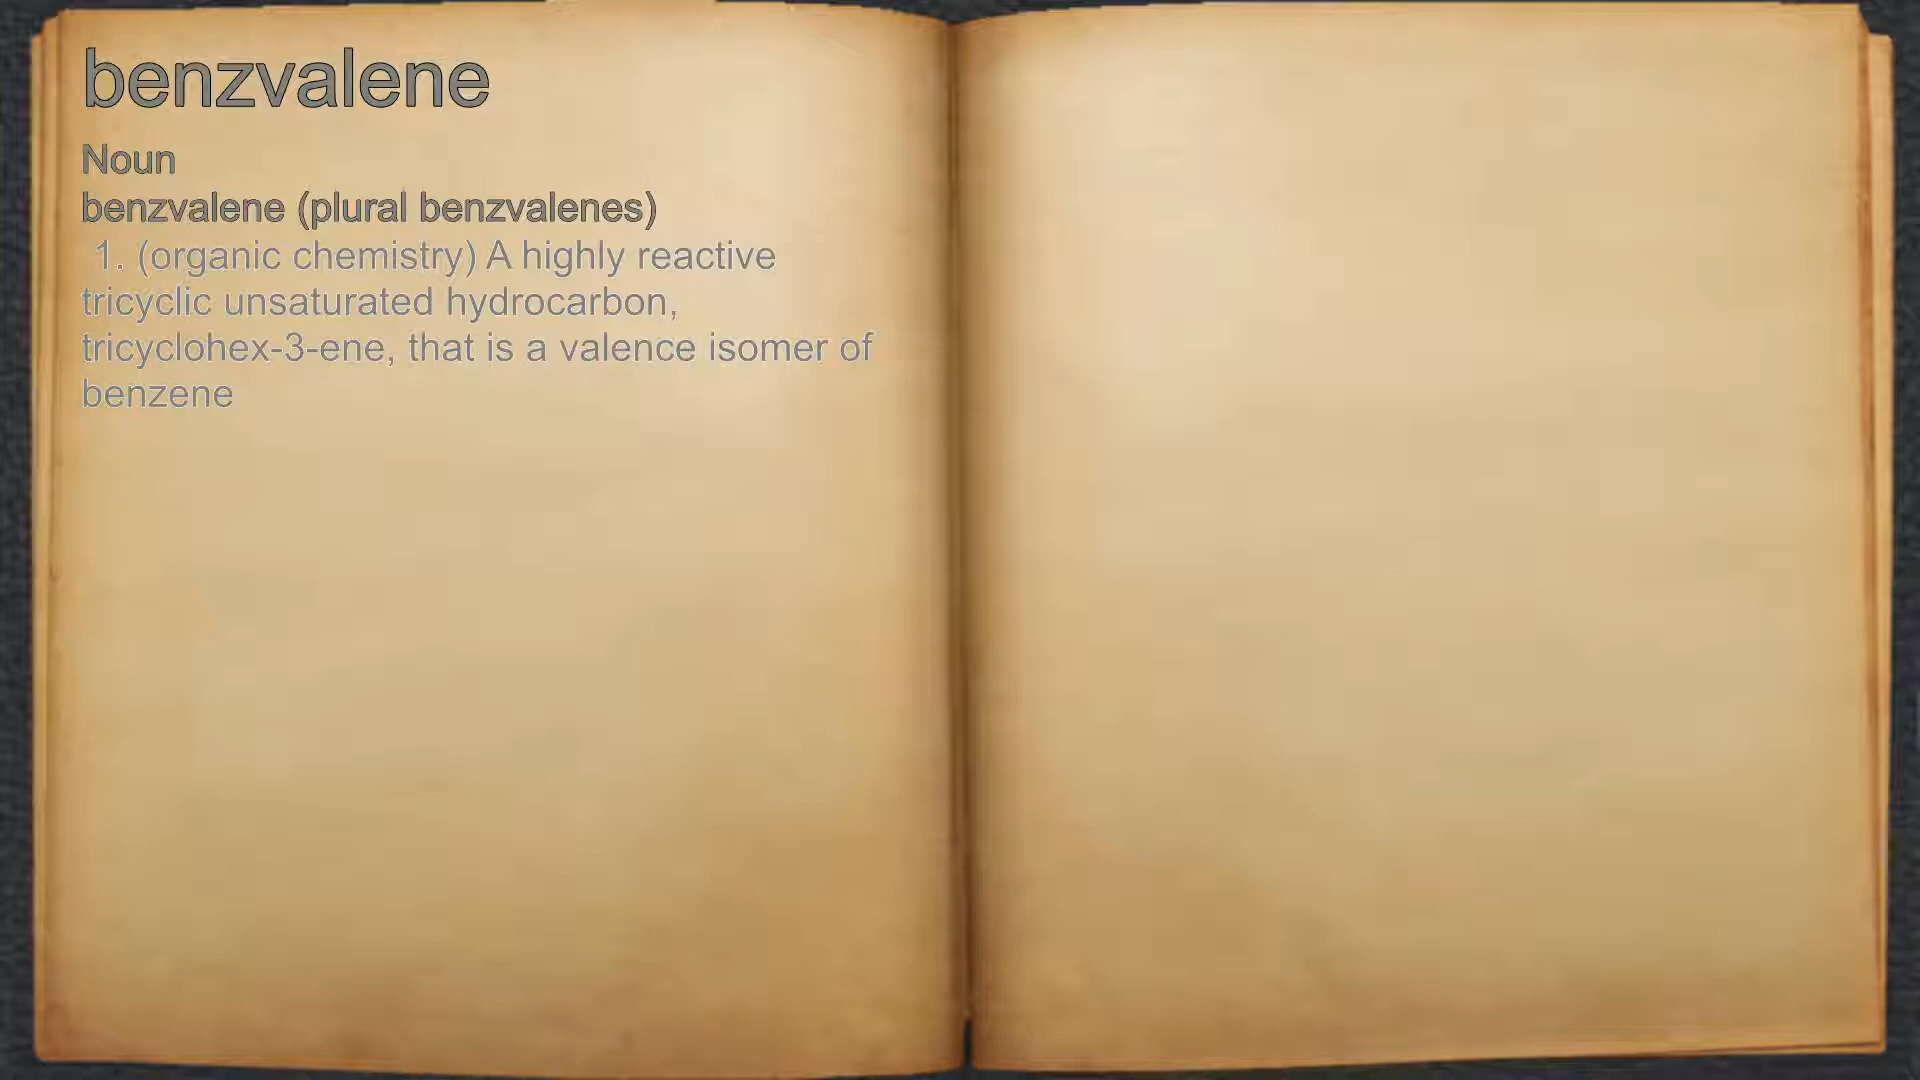 benzvalene
Noun
benzvalene (plural benzvalenes)
1. (organic chemistry) A highly reactive
tricyclic unsaturated hydrocarbon,
tricyclohex-3-ene, that is a valence isomer of
benzene